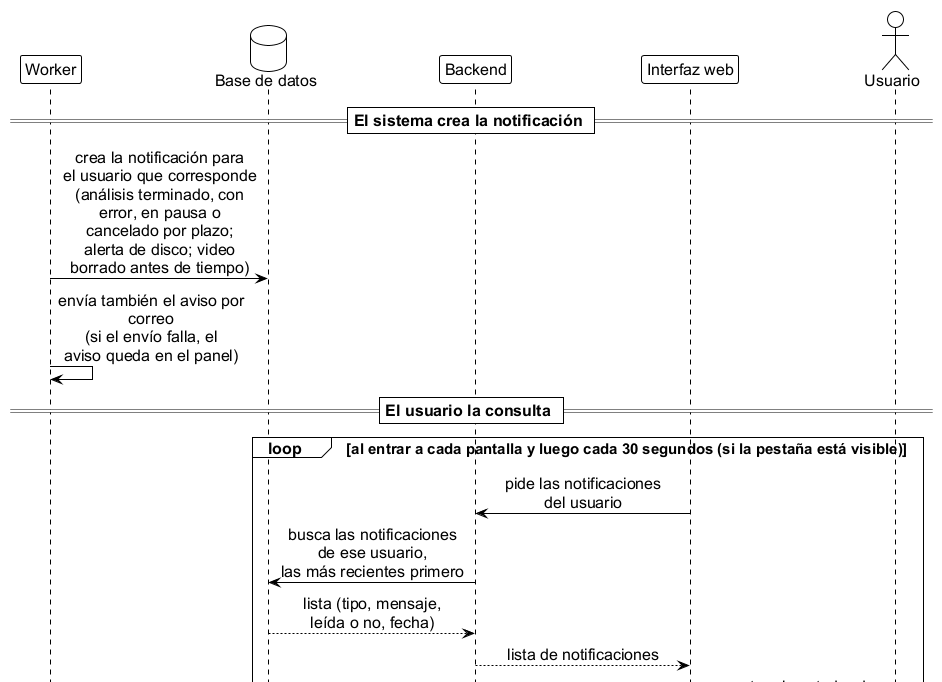 Worker
Base de datos
Backend
Interfaz web
Usuario
El sistema crea la notificación
crea la notificación para
el usuario que corresponde
(análisis terminado, con
error, en pausa o
cancelado por plazo;
alerta de disco; video
borrado antes de tiempo)
envía también el aviso por
correo
(si el envío falla, el
aviso queda en el panel)
El usuario la consulta
loop
[al entrar a cada pantalla y luego cada 30 segundos (si la pestaña está visible)]
pide las notificaciones
del usuario
busca las notificaciones
de ese usuario,
las más recientes primero
lista (tipo, mensaje,
leída o no, fecha)
lista de notificaciones